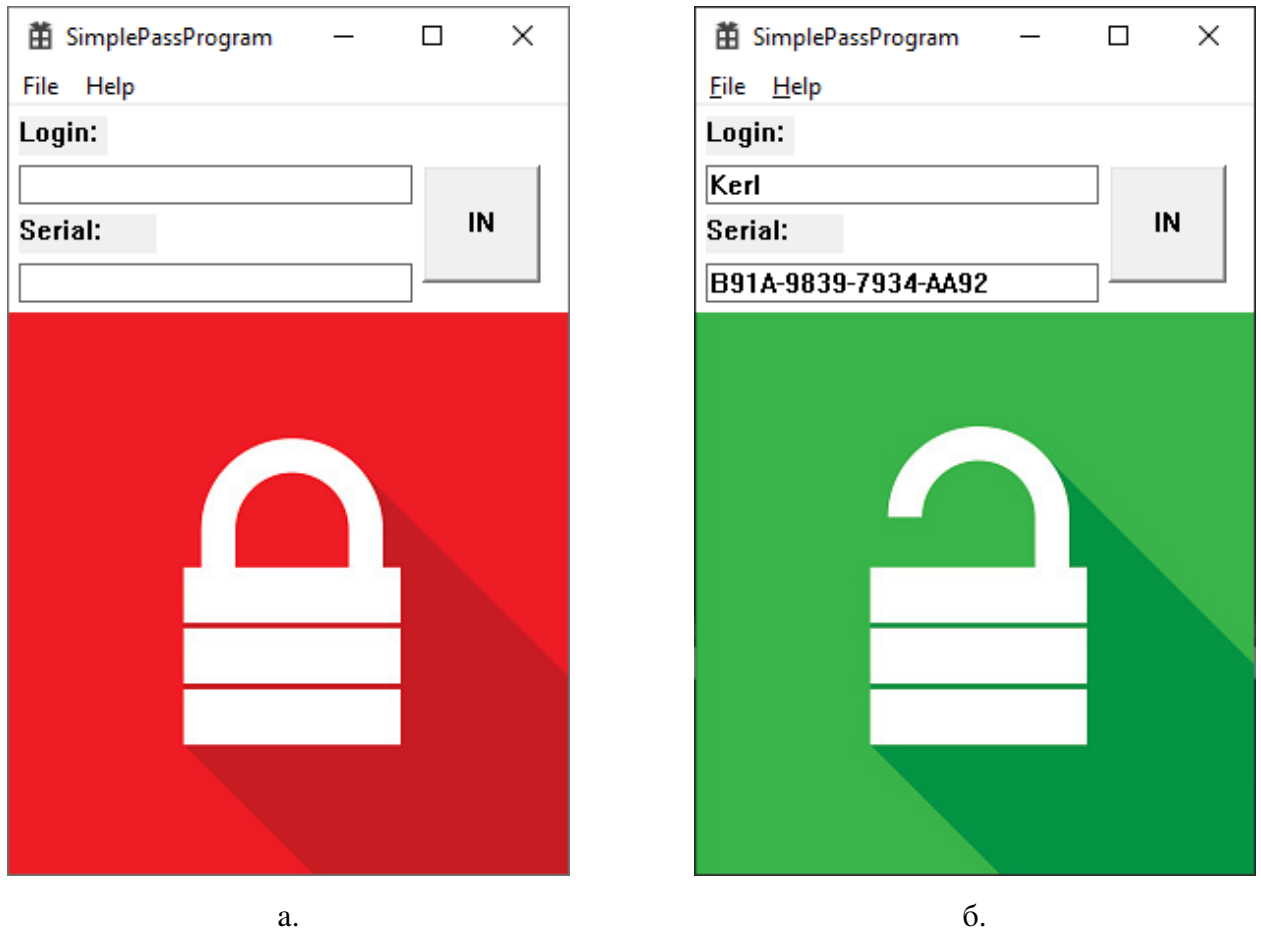 SimplePassProgram
File Help
Login:
IN
Serial:
SimplePassProgram
File Help
Login:
Kerl
IN
Serial:
B91A-9839-7934-AA92
а.
б.